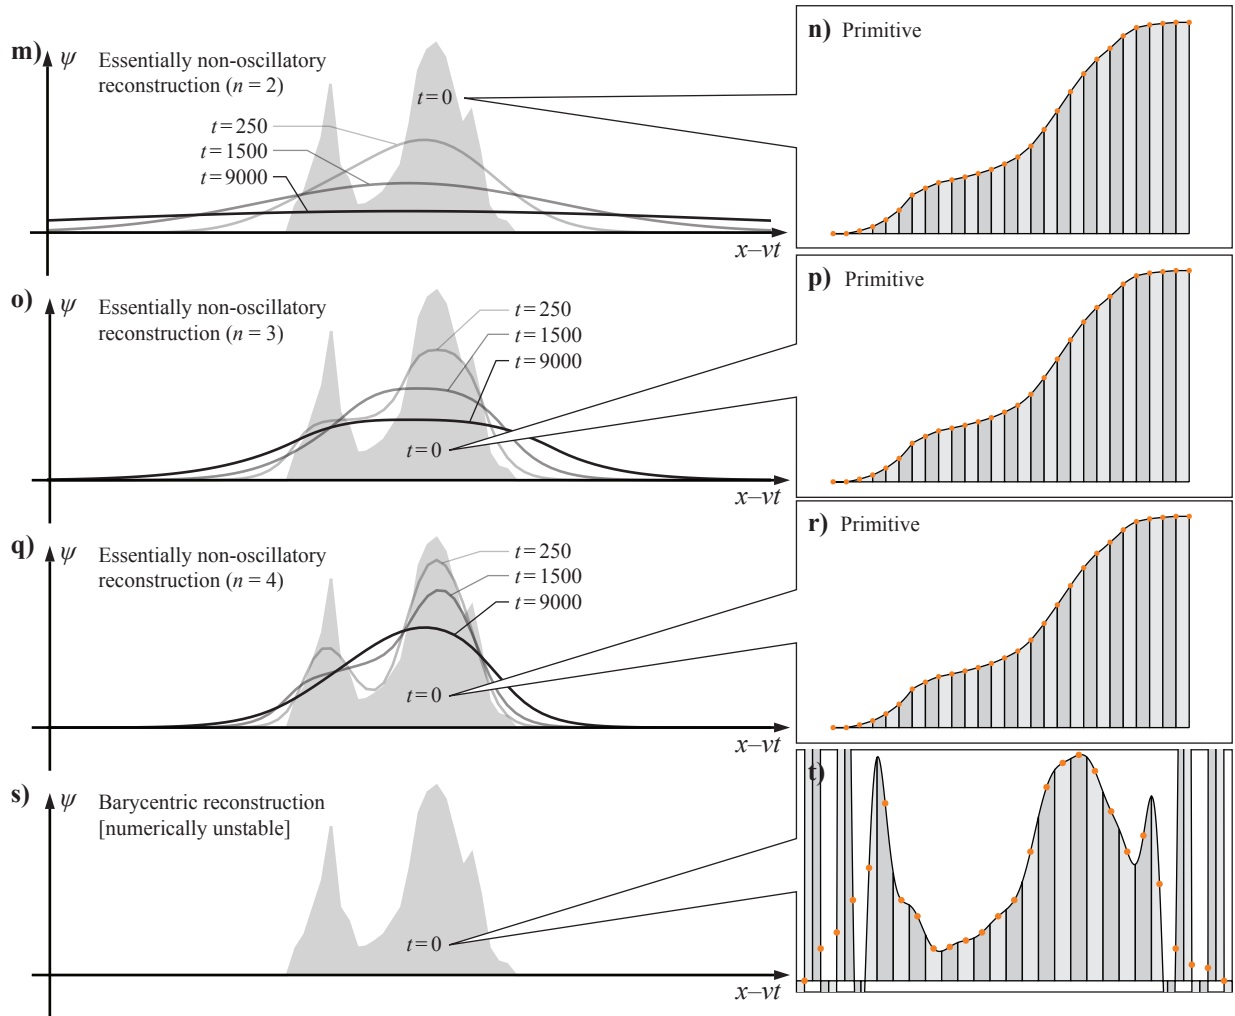 m)
ψ
Essentially non-oscillatory
reconstruction (n = 2)
t=0
t=250
t=1500
t=9000
x–vt
n) Primitive
o)
ψ
Essentially non-oscillatory
reconstruction (n = 3)
t=250
t=1500
t=9000
t=0
x–vt
p) Primitive
q)
ψ
Essentially non-oscillatory
reconstruction (n = 4)
t=250
t=1500
t=9000
t=0
x–vt
r) Primitive
s)
ψ
Barycentric reconstruction
[numerically unstable]
t=0
x–vt
t)